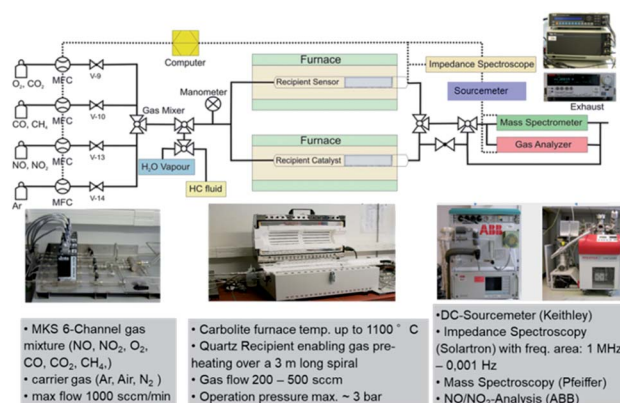 Computer
O₂, CO₂
MFC
V-9
CO, CH₄
MFC
V-10
NO, NO₂
MFC
V-13
Ar
MFC
V-14
Gas Mixer
Manometer
H₂O Vapour
HC fluid
Furnace
Recipient Sensor
Furnace
Recipient Catalyst
Impedance Spectroscope
Sourcemeter
Exhaust
Mass Spectrometer
Gas Analyzer
ABB
• MKS 6-Channel gas
mixture (NO, NO₂, O₂,
CO, CO₂, CH₄,)
• carrier gas (Ar, Air, N₂ )
• max flow 1000 sccm/min
• Carbolite furnace temp. up to 1100 ° C
• Quartz Recipient enabling gas pre-
heating over a 3 m long spiral
• Gas flow 200 – 500 sccm
• Operation pressure max. ~ 3 bar
•DC-Sourcemeter (Keithley)
• Impedance Spectroscopy
(Solartron) with freq. area: 1 MHz
– 0,001 Hz
• Mass Spectroscopy (Pfeiffer)
• NO/NO₂-Analysis (ABB)